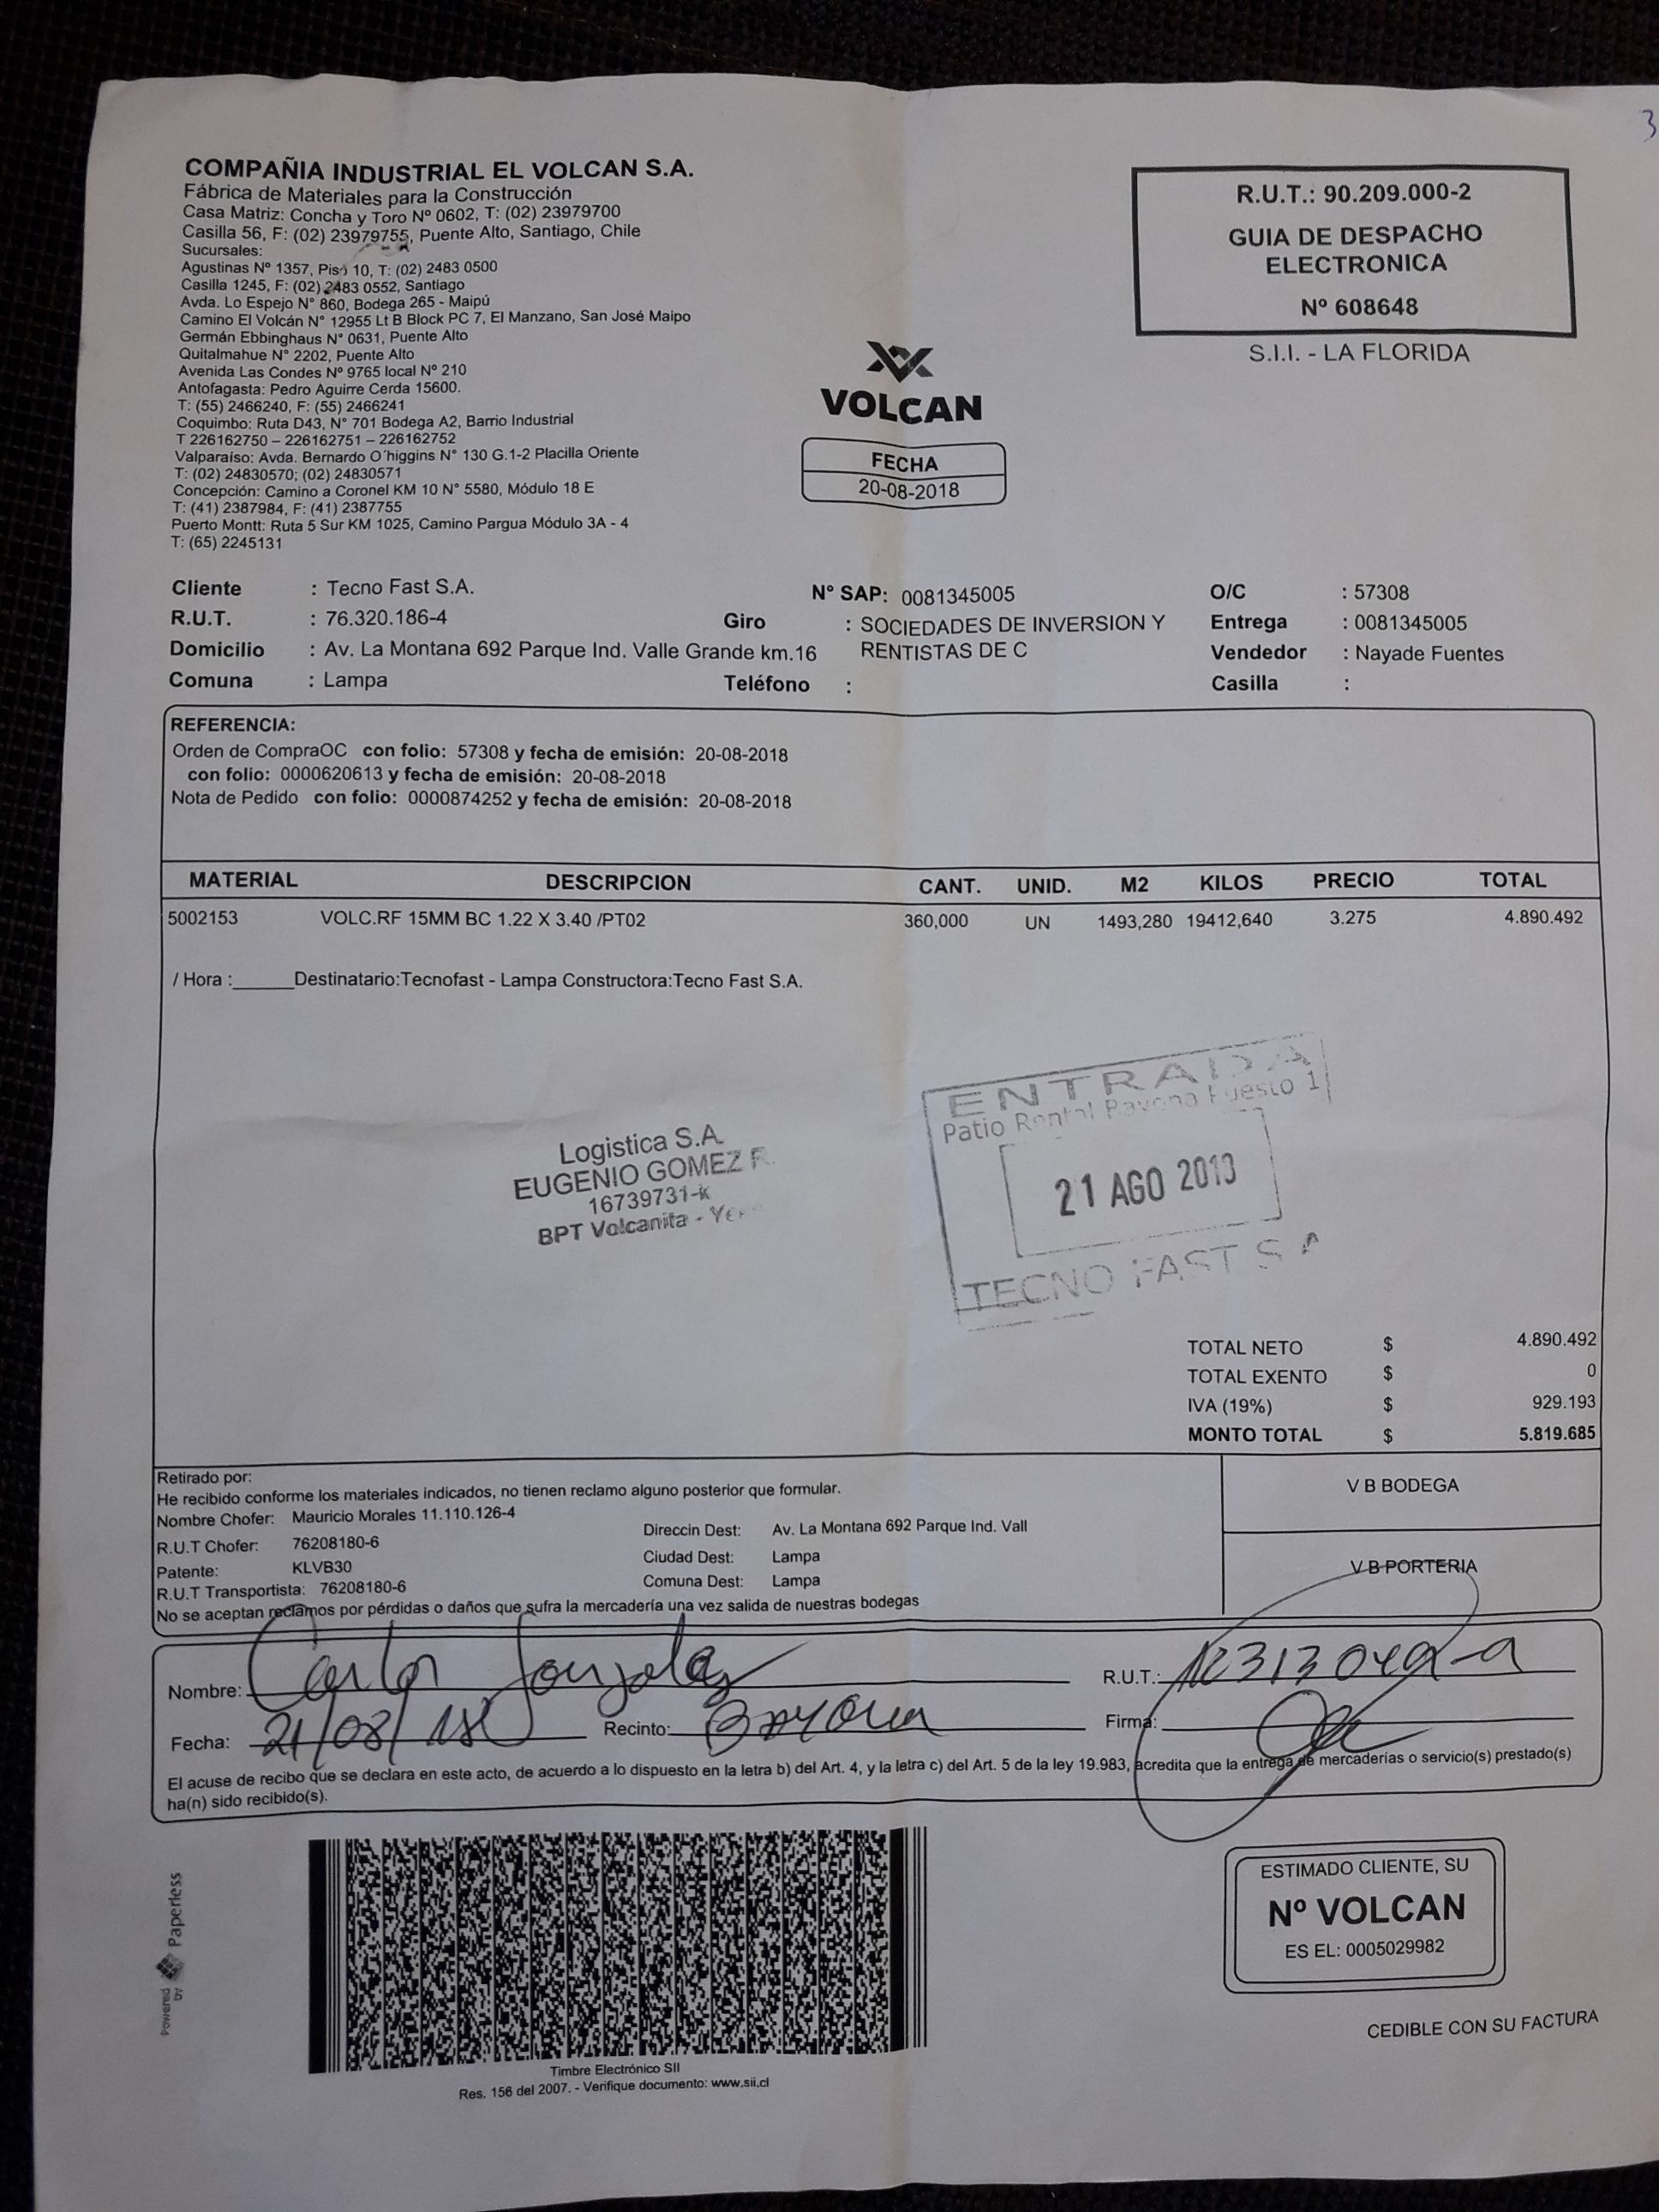 3
COMPAÑIA INDUSTRIAL EL VOLCAN S.A.
Fábrica de Materiales para la Construcción
Casa Matriz: Concha y Toro Nº 0602, T: (02) 23979700
Casilla 56, F: (02) 23979755, Puente Alto, Santiago, Chile
Sucursales:
Agustinas Nº 1357, Piso 10, T: (02) 2483 0500
Casilla 1245, F: (02) 2483 0552, Santiago
Avda. Lo Espejo N° 860, Bodega 265 - Maipú
Camino El Volcán N° 12955 Lt B Block PC 7, El Manzano, San José Maipo
Germán Ebbinghaus N° 0631, Puente Alto
Quitalmahue N° 2202, Puente Alto
Avenida Las Condes Nº 9765 local Nº 210
Antofagasta: Pedro Aguirre Cerda 15600.
T: (55) 2466240, F: (55) 2466241
Coquimbo: Ruta D43, N° 701 Bodega A2, Barrio Industrial
T 226162750 – 226162751 – 226162752
Valparaíso: Avda. Bernardo O´higgins N° 130 G.1-2 Placilla Oriente
T: (02) 24830570; (02) 24830571
Concepción: Camino a Coronel KM 10 N° 5580, Módulo 18 E
T: (41) 2387984, F: (41) 2387755
Puerto Montt: Ruta 5 Sur KM 1025, Camino Pargua Módulo 3A - 4
T: (65) 2245131
R.U.T.: 90.209.000-2
GUIA DE DESPACHO
ELECTRONICA
Nº 608648
S.I.I. - LA FLORIDA
VOLCAN
FECHA
20-08-2018
Cliente : Tecno Fast S.A. Nº SAP: 0081345005 O/C : 57308
R.U.T. : 76.320.186-4 Giro : SOCIEDADES DE INVERSION Y Entrega : 0081345005
Domicilio : Av. La Montana 692 Parque Ind. Valle Grande km.16 RENTISTAS DE C Vendedor : Nayade Fuentes
Comuna : Lampa Teléfono : Casilla :
REFERENCIA:
Orden de CompraOC con folio: 57308 y fecha de emisión: 20-08-2018
con folio: 0000620613 y fecha de emisión: 20-08-2018
Nota de Pedido con folio: 0000874252 y fecha de emisión: 20-08-2018
MATERIAL DESCRIPCION CANT. UNID. M2 KILOS PRECIO TOTAL
5002153 VOLC.RF 15MM BC 1.22 X 3.40 /PT02 360,000 UN 1493,280 19412,640 3.275 4.890.492
/ Hora :______Destinatario:Tecnofast - Lampa Constructora:Tecno Fast S.A.
Logistica S.A
EUGENIO GOMEZ
16739731-k
BPT Volcanita -
ENTRADA
Patio Rental Puesto 1
21 AGO
TECNO FAST S A
TOTAL NETO $ 4.890.492
TOTAL EXENTO $ 0
IVA (19%) $ 929.193
MONTO TOTAL $ 5.819.685
Retirado por:
He recibido conforme los materiales indicados, no tienen reclamo alguno posterior que formular.
Nombre Chofer: Mauricio Morales 11.110.126-4
R.U.T Chofer: 76208180-6
Patente: KLVB30
R.U.T Transportista: 76208180-6
Direccin Dest: Av. La Montana 692 Parque Ind. Vall
Ciudad Dest: Lampa
Comuna Dest: Lampa
No se aceptan reclamos por pérdidas o daños que sufra la mercadería una vez salida de nuestras bodegas
V B BODEGA
V B PORTERIA
Nombre: Carlos Gonzalez R.U.T.:
Fecha: 21/08/18 Recinto: Firma:
El acuse de recibo que se declara en este acto, de acuerdo a lo dispuesto en la letra b) del Art. 4, y la letra c) del Art. 5 de la ley 19.983, acredita que la entrega de mercaderías o servicio(s) prestado(s)
ha(n) sido recibido(s).
Powered by Paperless
Timbre Electrónico SII
Res. 156 del 2007. - Verifique documento: www.sii.cl
ESTIMADO CLIENTE, SU
Nº VOLCAN
ES EL: 0005029982
CEDIBLE CON SU FACTURA